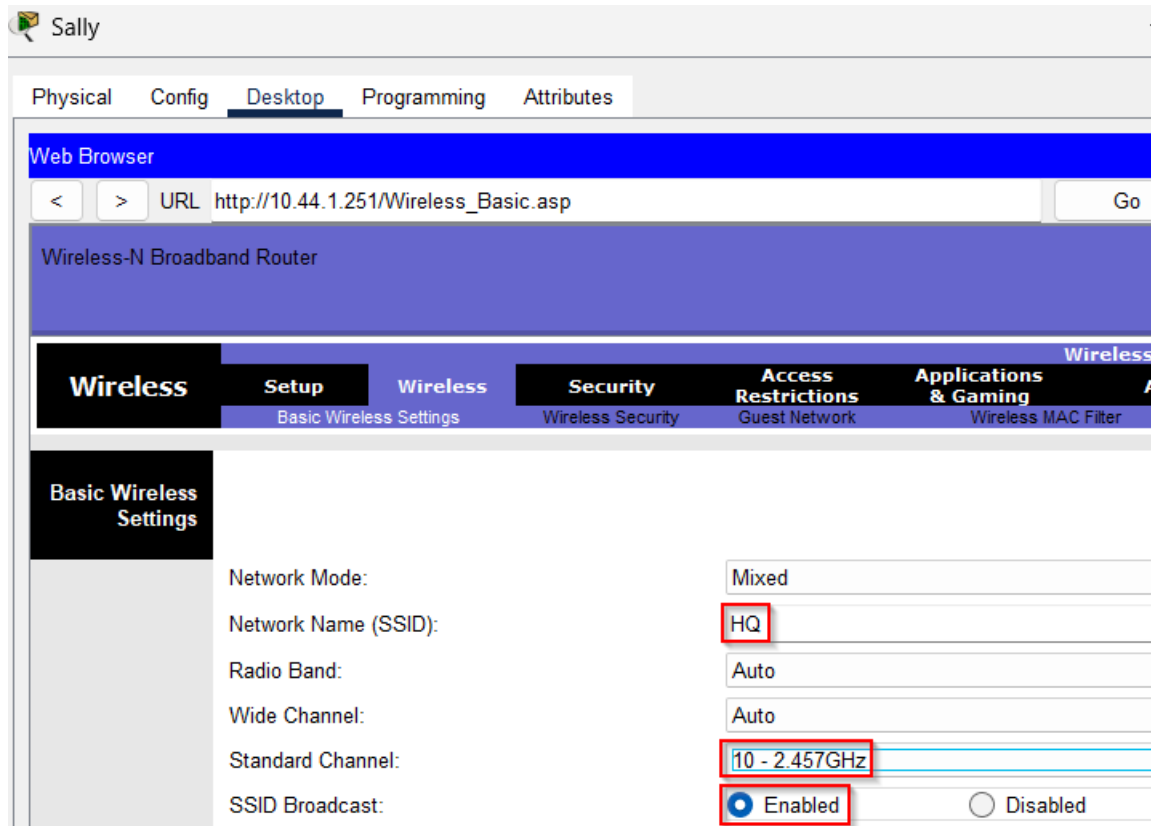 Sally
Physical Config Desktop Programming Attributes
Web Browser
< > URL http://10.44.1.251/Wireless_Basic.asp Go
Wireless-N Broadband Router
Wireless
Wireless Setup Wireless Security Access Restrictions Applications & Gaming A
Basic Wireless Settings Wireless Security Guest Network Wireless MAC Filter
Basic Wireless
Settings
Network Mode: Mixed
Network Name (SSID): HQ
Radio Band: Auto
Wide Channel: Auto
Standard Channel: 10 - 2.457GHz
SSID Broadcast: Enabled Disabled